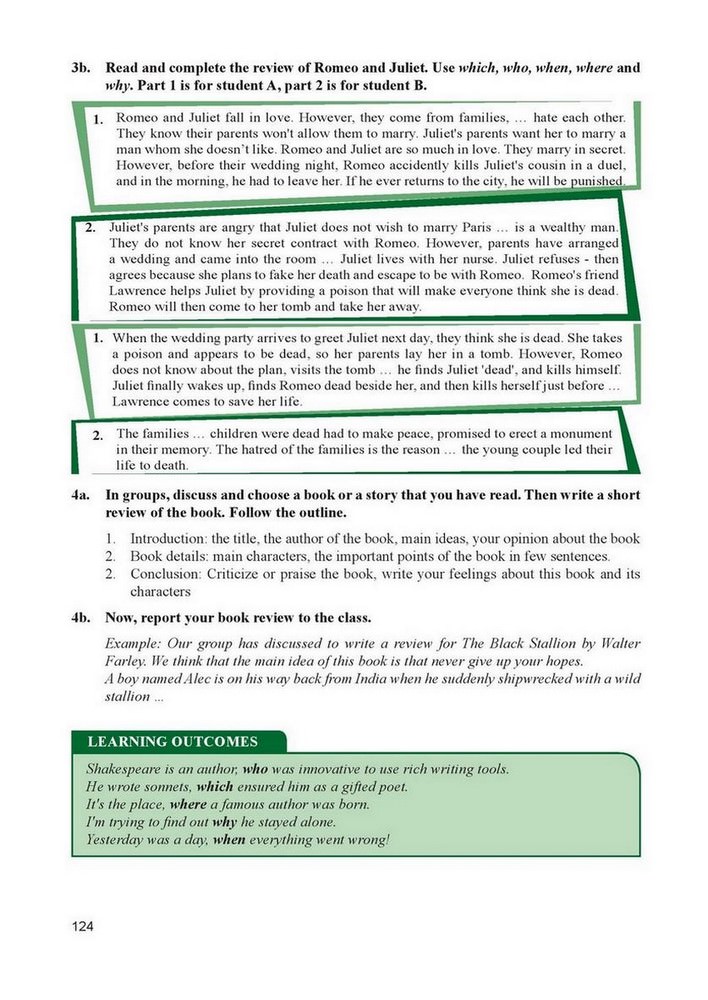 3b. Read and complete the review of Romeo and Juliet. Use which, who, when, where and
why. Part 1 is for student A, part 2 is for student B.
1. Romeo and Juliet fall in love. However, they come from families, … hate each other.
They know their parents won't allow them to marry. Juliet's parents want her to marry a
man whom she doesn't like. Romeo and Juliet are so much in love. They marry in secret.
However, before their wedding night, Romeo accidently kills Juliet's cousin in a duel,
and in the morning, he had to leave her. If he ever returns to the city, he will be punished.
2. Juliet's parents are angry that Juliet does not wish to marry Paris … is a wealthy man.
They do not know her secret contract with Romeo. However, parents have arranged
a wedding and came into the room … Juliet lives with her nurse. Juliet refuses - then
agrees because she plans to fake her death and escape to be with Romeo. Romeo's friend
Lawrence helps Juliet by providing a poison that will make everyone think she is dead.
Romeo will then come to her tomb and take her away.
1. When the wedding party arrives to greet Juliet next day, they think she is dead. She takes
a poison and appears to be dead, so her parents lay her in a tomb. However, Romeo
does not know about the plan, visits the tomb … he finds Juliet 'dead', and kills himself.
Juliet finally wakes up, finds Romeo dead beside her, and then kills herself just before …
Lawrence comes to save her life.
2. The families … children were dead had to make peace, promised to erect a monument
in their memory. The hatred of the families is the reason … the young couple led their
life to death.
4a. In groups, discuss and choose a book or a story that you have read. Then write a short
review of the book. Follow the outline.
1. Introduction: the title, the author of the book, main ideas, your opinion about the book
2. Book details: main characters, the important points of the book in few sentences.
2. Conclusion: Criticize or praise the book, write your feelings about this book and its
characters
4b. Now, report your book review to the class.
Example: Our group has discussed to write a review for The Black Stallion by Walter
Farley. We think that the main idea of this book is that never give up your hopes.
A boy named Alec is on his way back from India when he suddenly shipwrecked with a wild
stallion ...
LEARNING OUTCOMES
Shakespeare is an author, who was innovative to use rich writing tools.
He wrote sonnets, which ensured him as a gifted poet.
It's the place, where a famous author was born.
I'm trying to find out why he stayed alone.
Yesterday was a day, when everything went wrong!
124